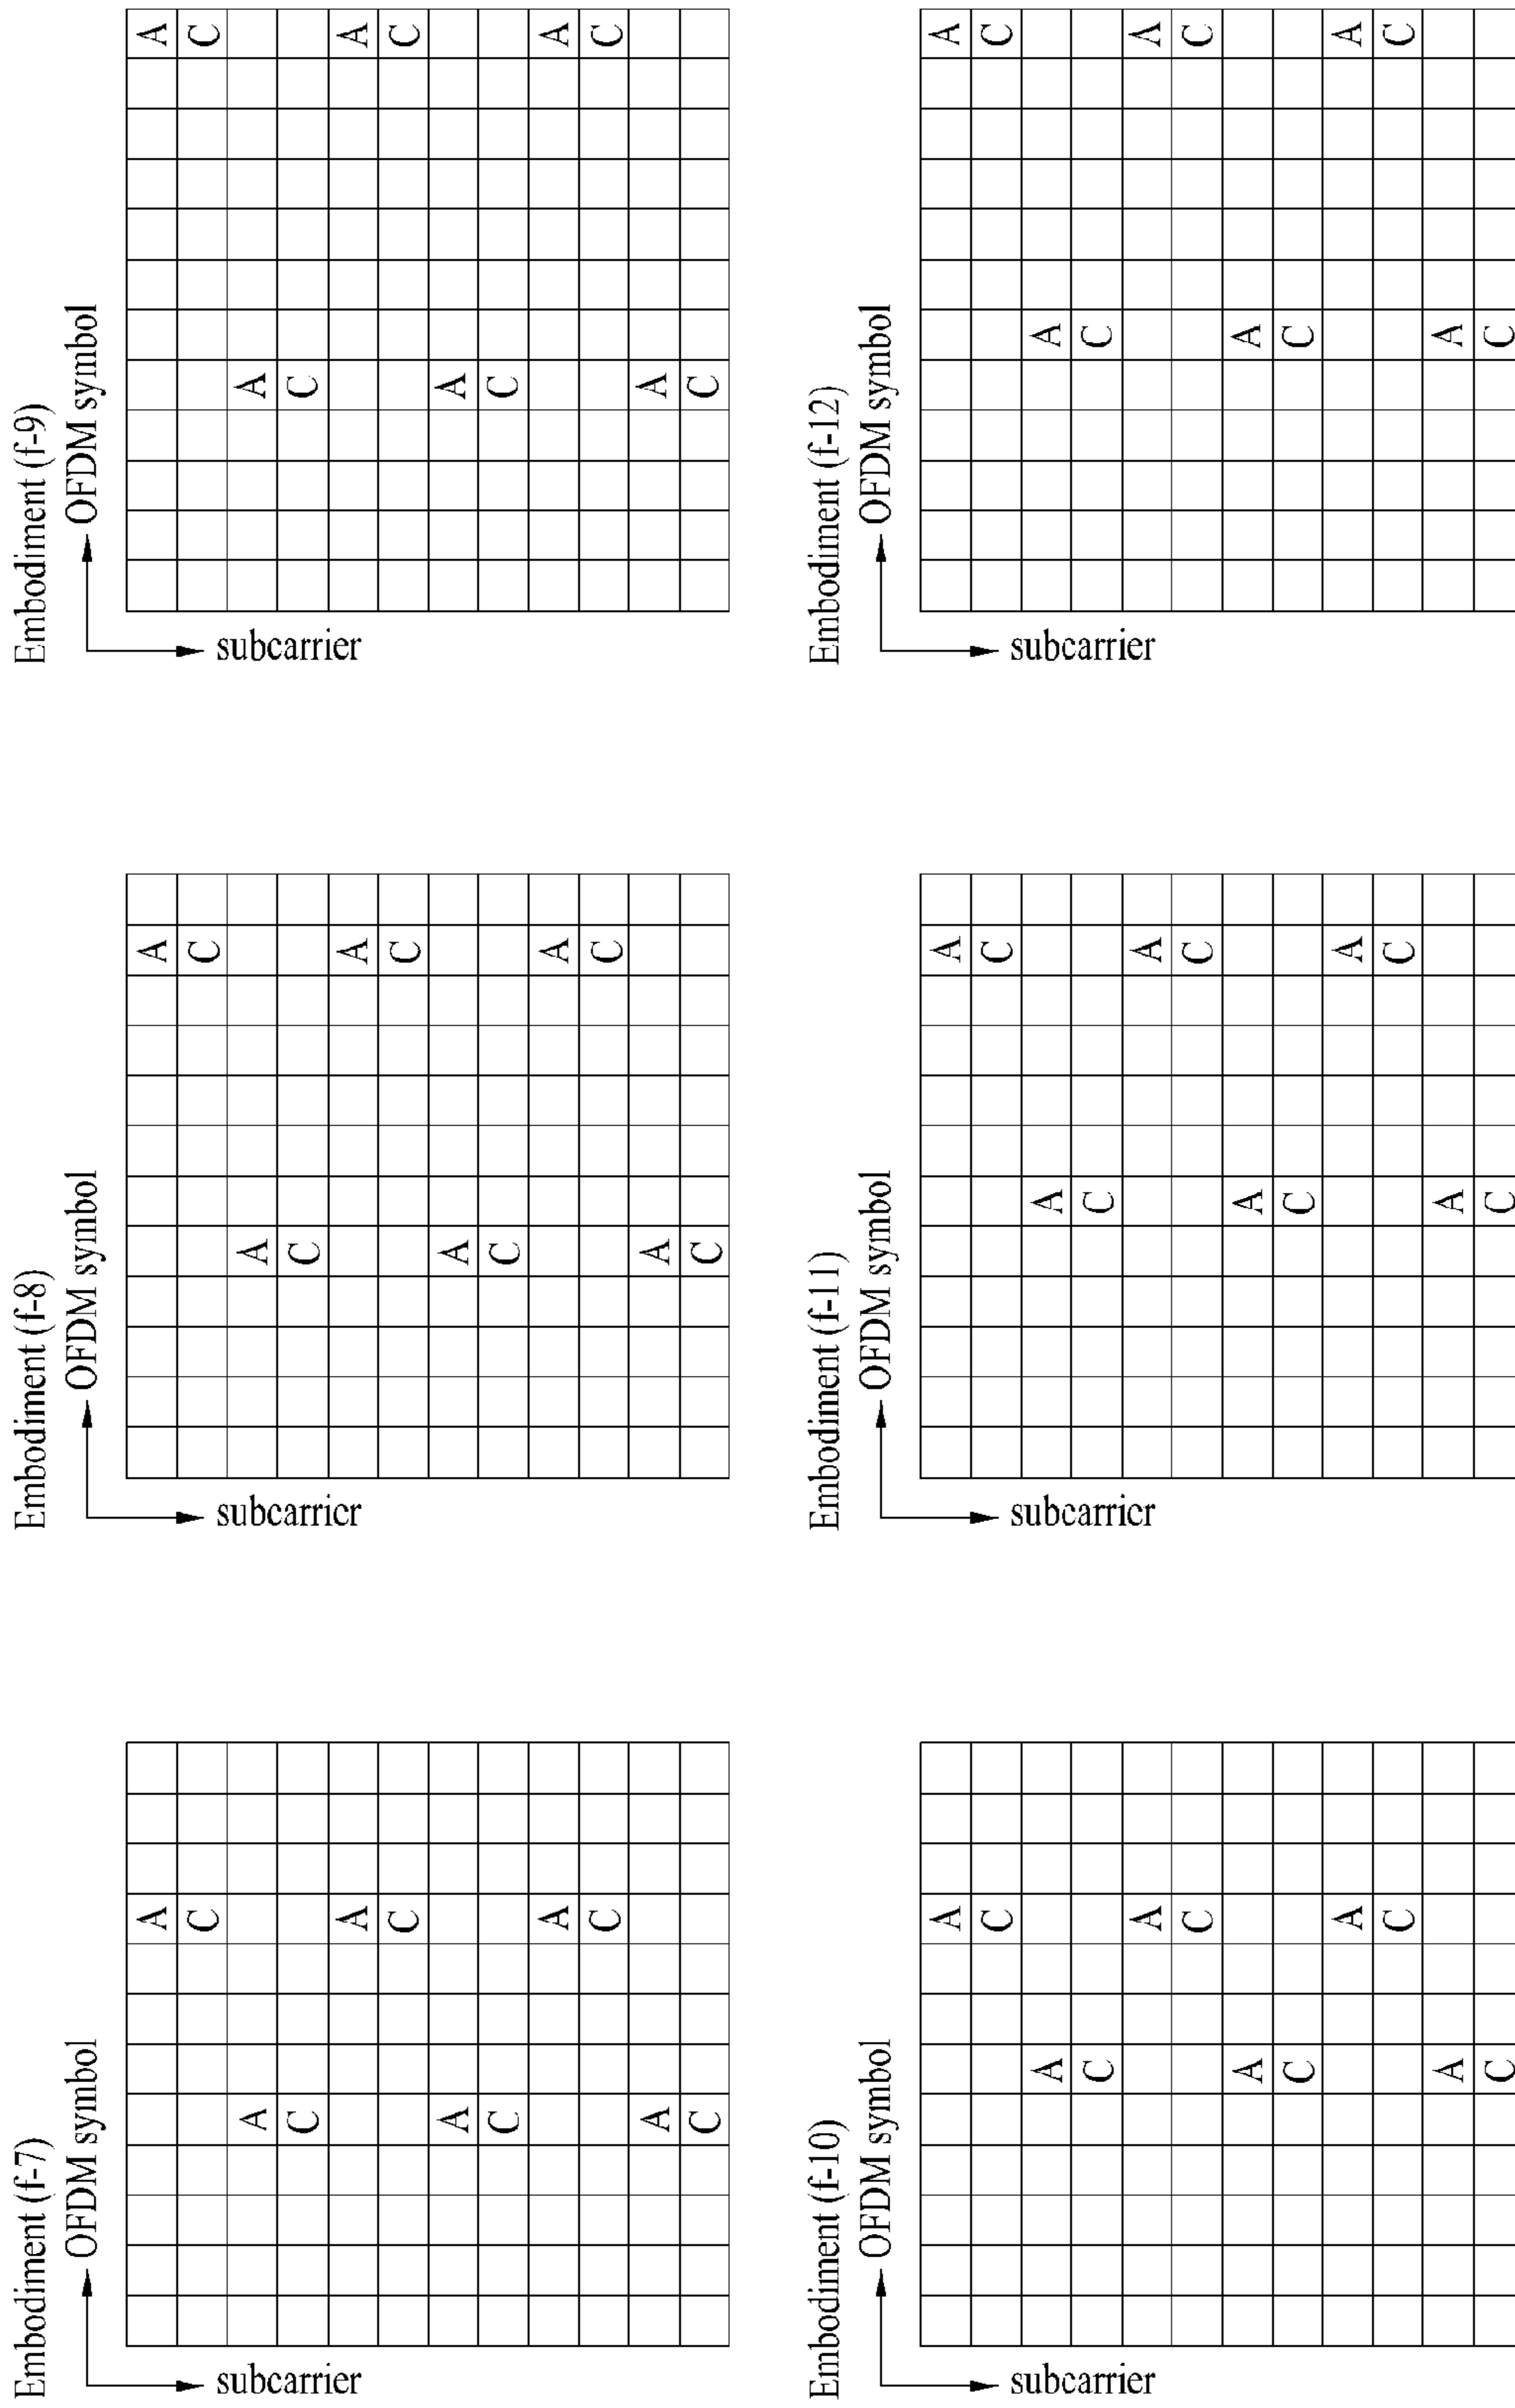 Embodiment (f-7)
OFDM symbol
subcarrier
A
C
A
C
A
C
A
C
A
C
A
C
Embodiment (f-8)
OFDM symbol
subcarrier
A
C
A
C
A
C
A
C
A
C
A
C
Embodiment (f-9)
OFDM symbol
subcarrier
A
C
A
C
A
C
A
C
A
C
A
C
Embodiment (f-10)
OFDM symbol
subcarrier
A
C
A
C
A
C
A
C
A
C
A
C
Embodiment (f-11)
OFDM symbol
subcarrier
A
C
A
C
A
C
A
C
A
C
A
C
Embodiment (f-12)
OFDM symbol
subcarrier
A
C
A
C
A
C
A
C
A
C
A
C